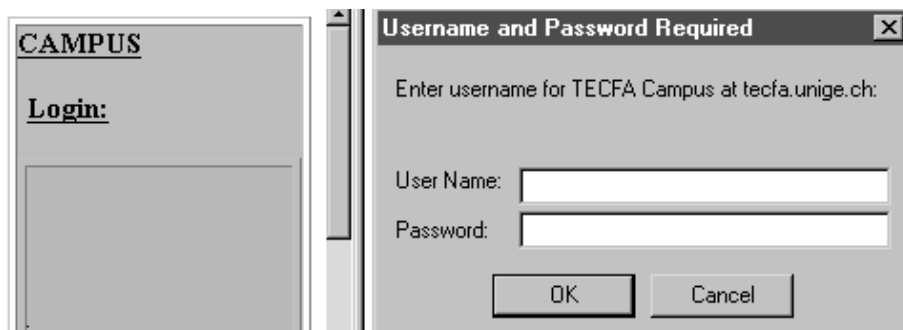 CAMPUS
Login:
Username and Password Required
Enter username for TECFA Campus at tecfa.unige.ch:
User Name:
Password:
OK
Cancel